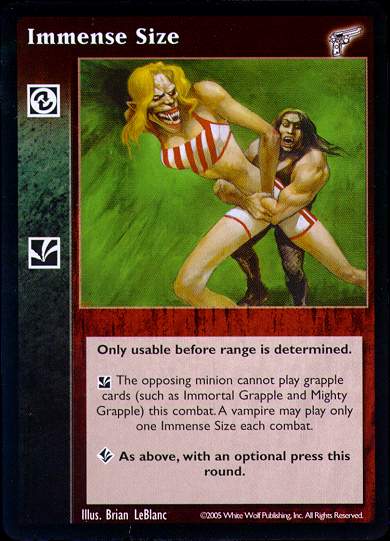 Immense Size
Only usable before range is determined.
The opposing minion cannot play grapple
cards (such as Immortal Grapple and Mighty
Grapple) this combat. A vampire may play only
one Immense Size each combat.
As above, with an optional press this
round.
Illus. Brian LeBlanc
©2005 White Wolf Publishing, Inc. All Rights Reserved.